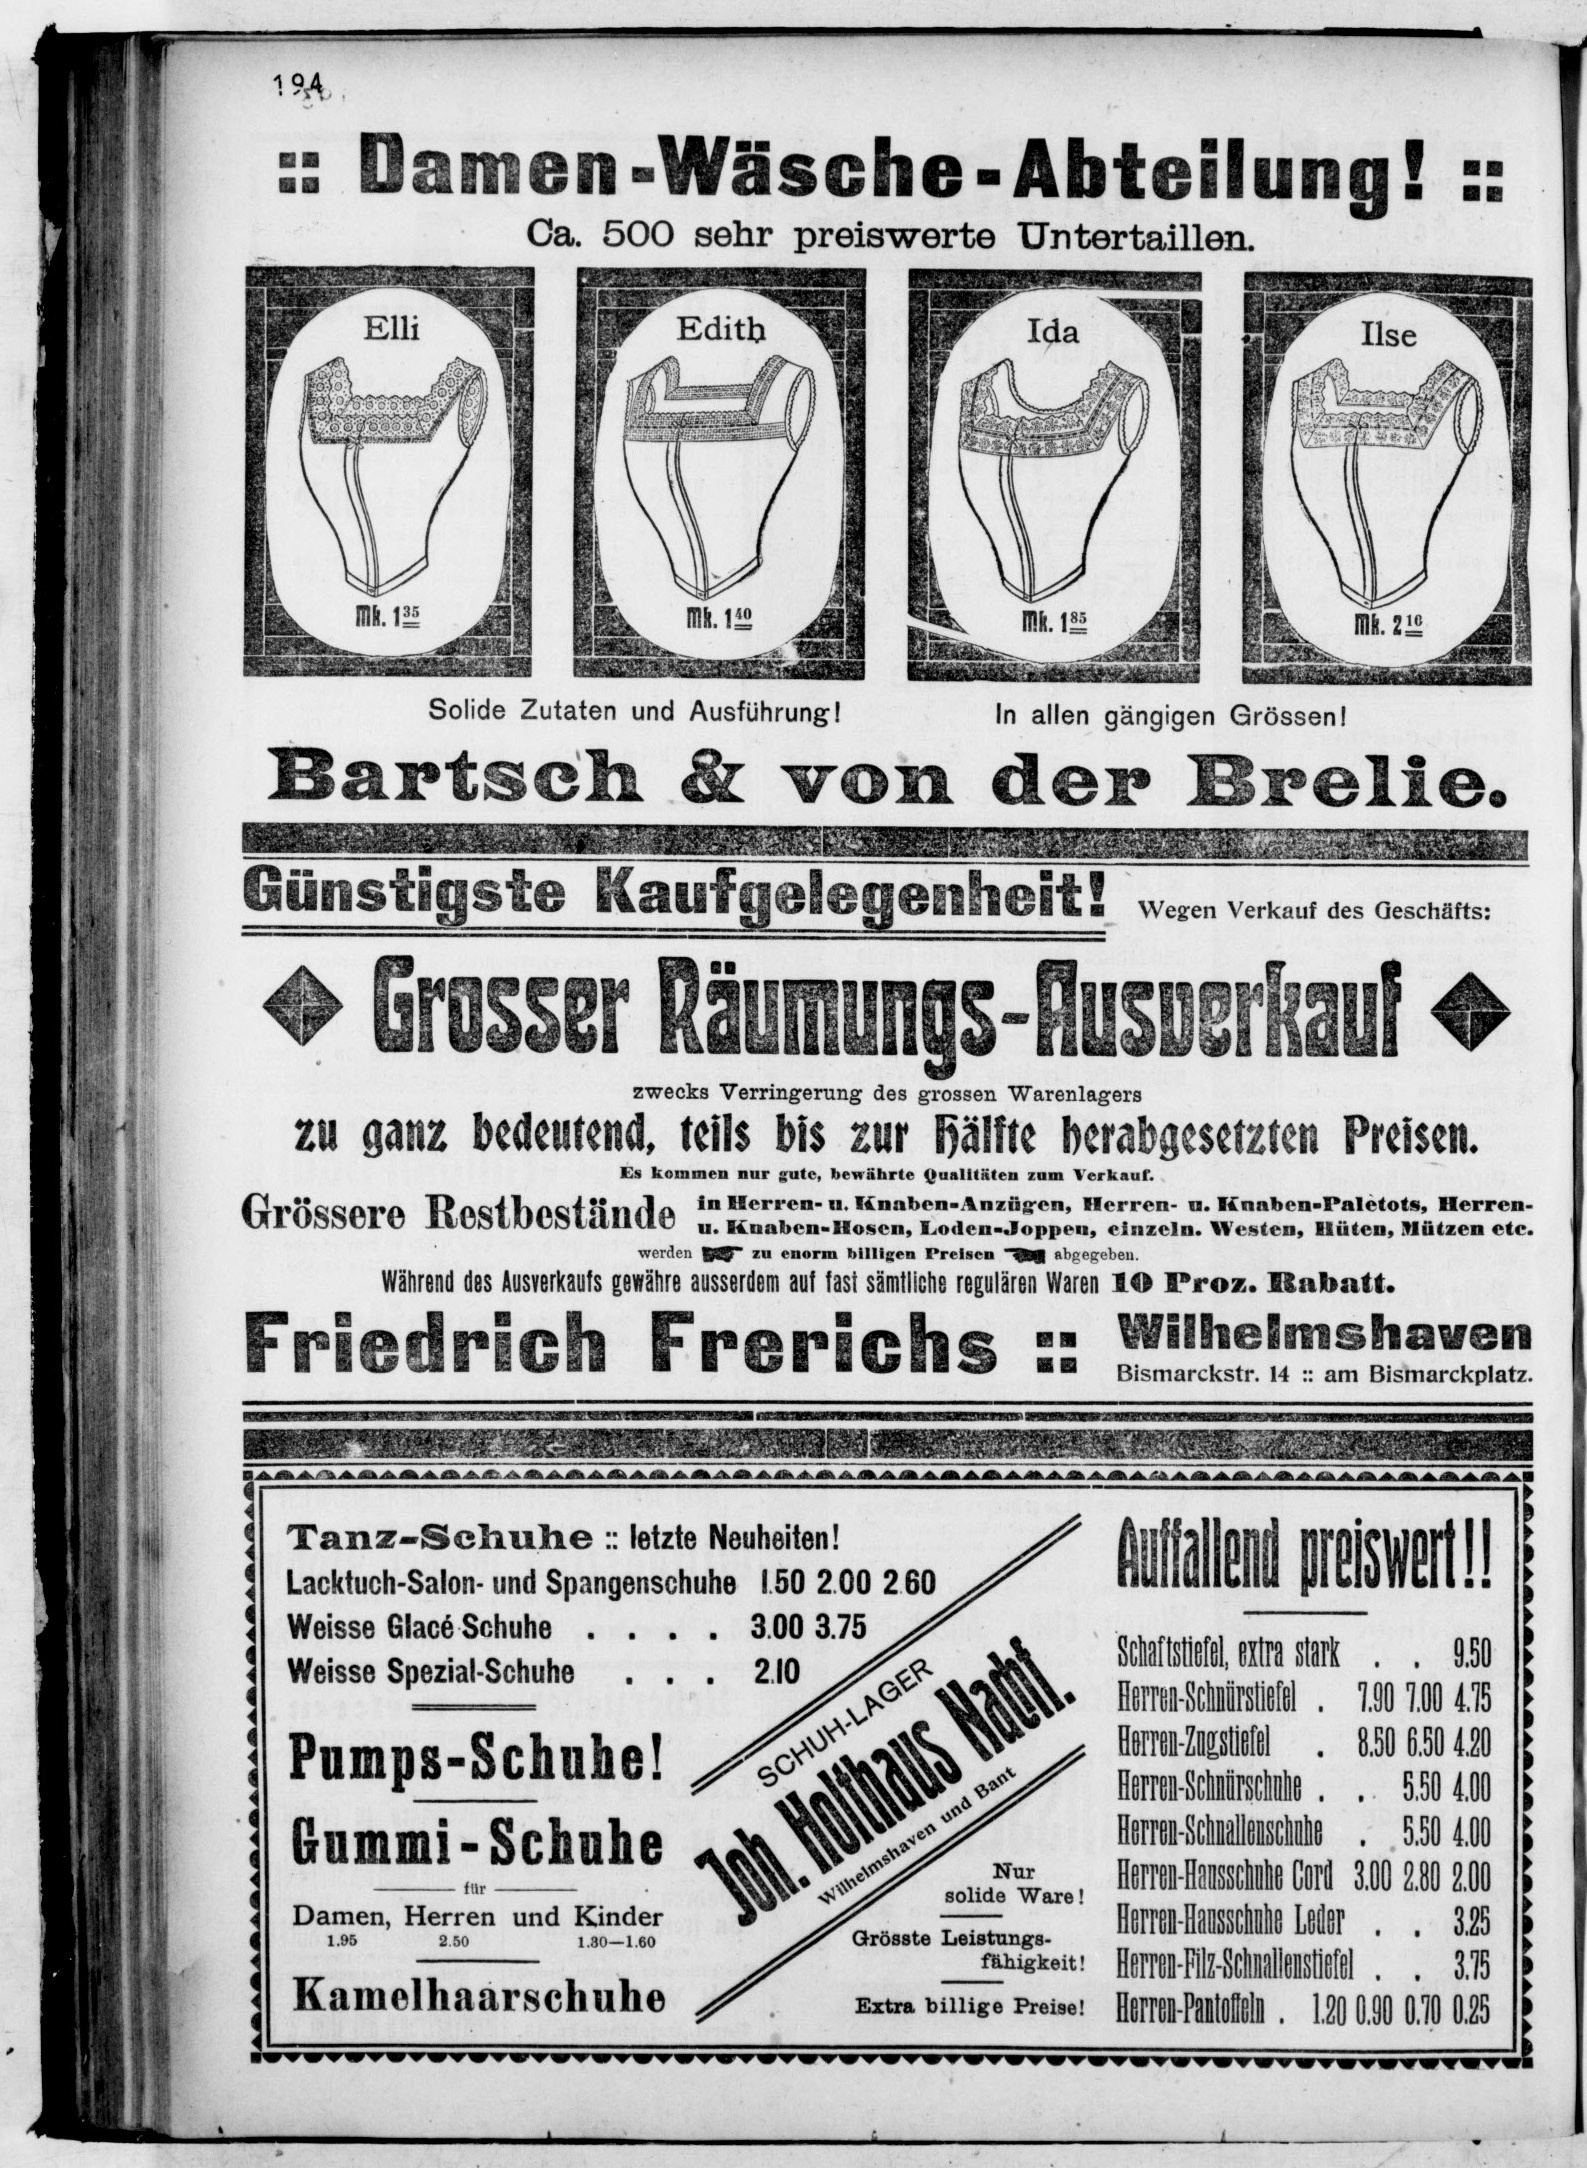 194
:: Damen-Wäsche-Abteilung! ::
Ca. 500 sehr preiswerte Untertaillen.
Elli
Mk. 1 35
Edith
Mk. 1 40
Ida
Mk. 1 85
Ilse
Mk. 2 10
Solide Zutaten und Ausführung!
In allen gängigen Grössen!
Bartsch & von der Brelie.
Günstigste Kaufgelegenheit! Wegen Verkauf des Geschäfts:
Grosser Räumungs-Ausverkauf
zwecks Verringerung des grossen Warenlagers
zu ganz bedeutend, teils bis zur Hälfte herabgesetzten Preisen.
Es kommen nur gute, bewährte Qualitäten zum Verkauf.
Grössere Restbestände
in Herren- u. Knaben-Anzügen, Herren- u. Knaben-Paletots, Herren-
u. Knaben-Hosen, Loden-Joppen, einzeln. Westen, Hüten, Mützen etc.
werden zu enorm billigen Preisen abgegeben.
Während des Ausverkaufs gewähre ausserdem auf fast sämtliche regulären Waren 10 Proz. Rabatt.
Friedrich Frerichs ::
Wilhelmshaven
Bismarckstr. 14 :: am Bismarckplatz.
Tanz-Schuhe :: letzte Neuheiten!
Lacktuch-Salon- und Spangenschuhe 1.50 2.00 2.60
Weisse Glacé-Schuhe . . . . 3.00 3.75
Weisse Spezial-Schuhe . . . 2.10
Pumps-Schuhe!
Gummi-Schuhe
für
Damen, Herren und Kinder
1.95 2.50 1.30—1.60
Kamelhaarschuhe
SCHUH-LAGER
Joh. Holthaus Nachf.
Wilhelmshaven und Bant
Nur
solide Ware!
Grösste Leistungs-
fähigkeit!
Extra billige Preise!
Auffallend preiswert!!
Schaftstiefel, extra stark . . 9.50
Herren-Schnürstiefel . 7.90 7.00 4.75
Herren-Zugstiefel . 8.50 6.50 4.20
Herren-Schnürschuhe . . 5.50 4.00
Herren-Schnallenschuhe . 5.50 4.00
Herren-Hausschuhe Cord 3.00 2.80 2.00
Herren-Hausschuhe Leder . . 3.25
Herren-Filz-Schnallenstiefel . . 3.75
Herren-Pantoffeln . 1.20 0.90 0.70 0.25